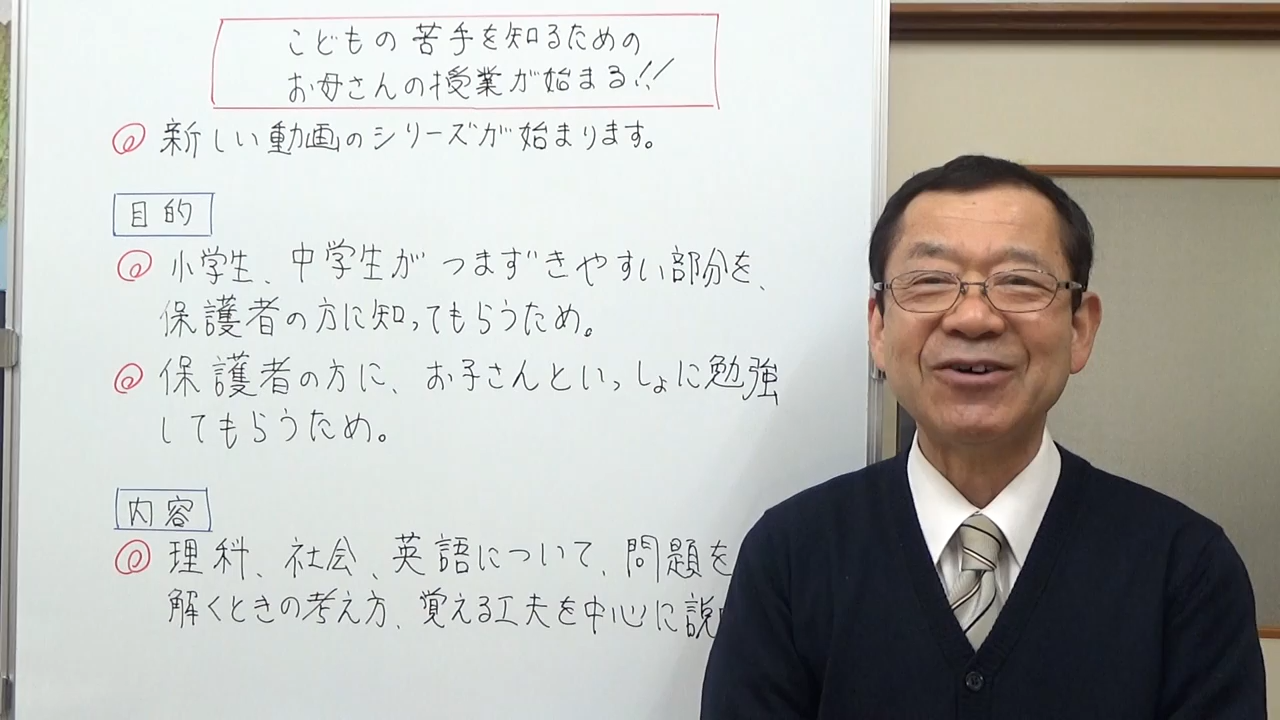 こどもの苦手を知るための
お母さんの授業が始まる!!
新しい動画のシリーズが始まります。
目的
小学生、中学生がつまずきやすい部分を、
保護者の方に知ってもらうため。
保護者の方に、お子さんといっしょに勉強
してもらうため。
内容
理科、社会、英語について、問題を
解くときの考え方、覚える工夫を中心に説